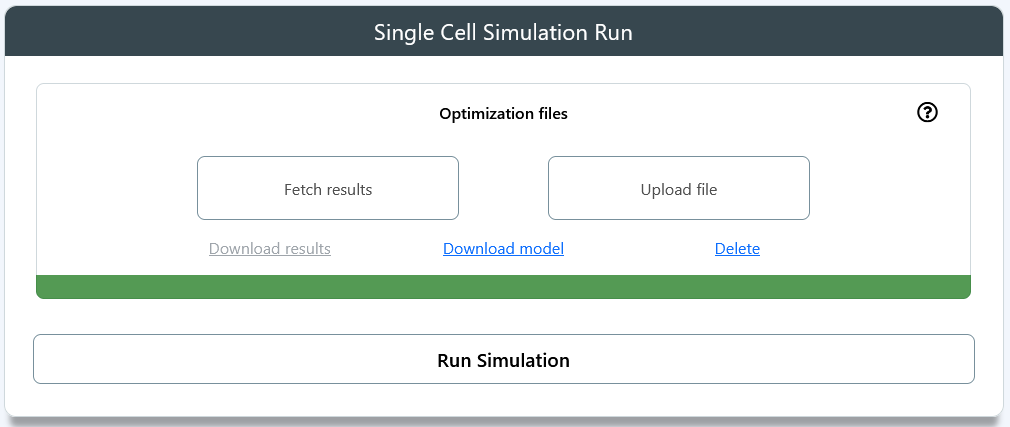 Single Cell Simulation Run
Optimization files
?
Fetch results
Upload file
Download results
Download model
Delete
Run Simulation